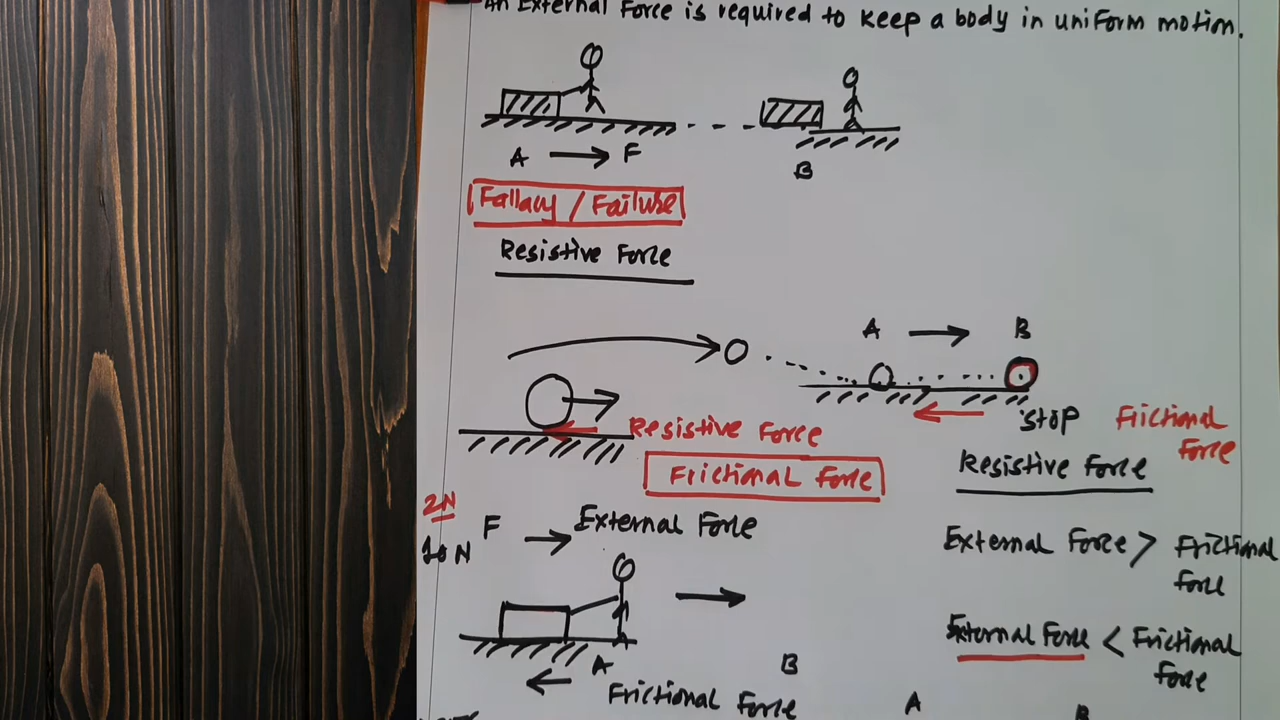 An External Force is required to keep a body in uniform motion.
A → F
B
Fallacy / Failure
Resistive Force
A → B
STOP
Frictional
Force
Resistive Force
Frictional Force
Resistive Force
2N
10 N
F → External Force
External Force > Frictional
Force
External Force < Frictional
Force
A
B
Frictional Force
A
B